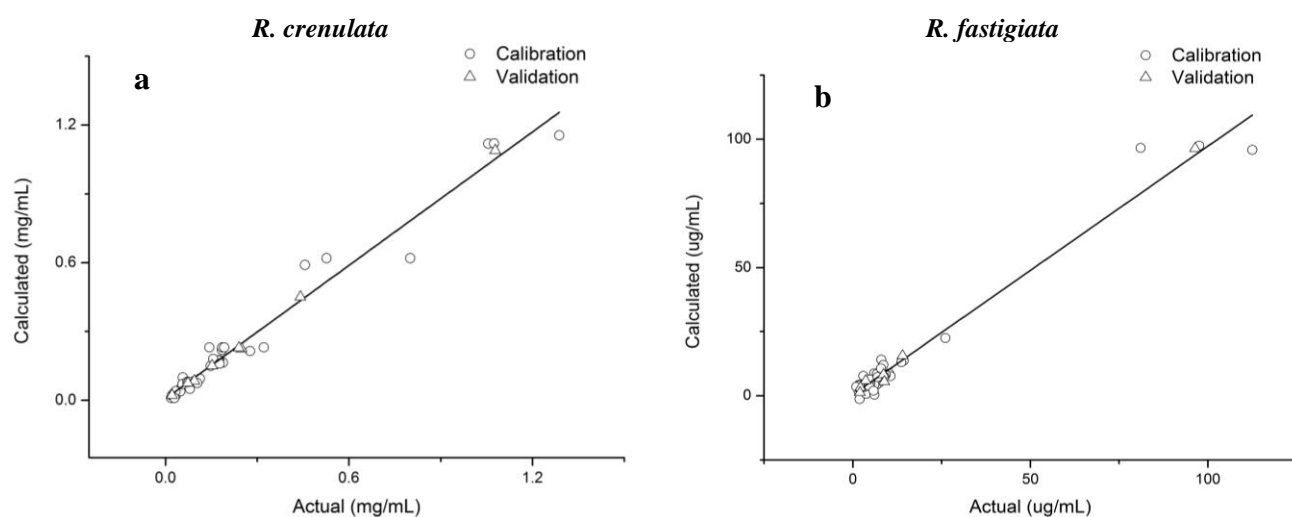 R. crenulata
Calibration
Validation
a
1.2
0.6
0.0
Calculated (mg/mL)
0.0
0.6
1.2
Actual (mg/mL)
R. fastigiata
Calibration
Validation
b
100
50
0
Calculated (ug/mL)
0
50
100
Actual (ug/mL)